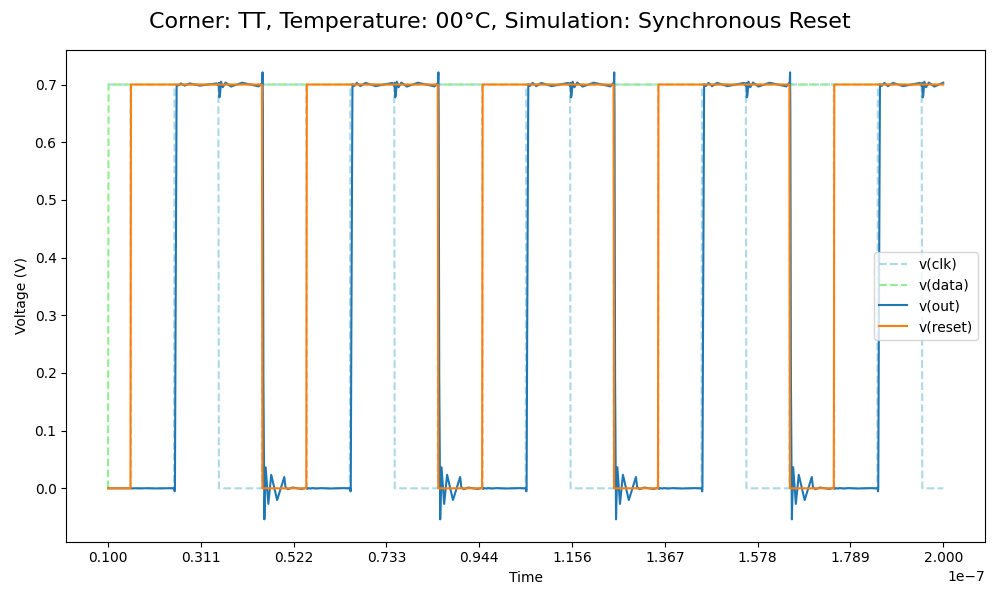 Corner: TT, Temperature: 00°C, Simulation: Synchronous Reset
0.7
0.6
0.5
0.4
0.3
0.2
0.1
0.0
Voltage (V)
v(clk)
v(data)
v(out)
v(reset)
0.100 0.311 0.522 0.733 0.944 1.156 1.367 1.578 1.789 2.000
Time
1e−7